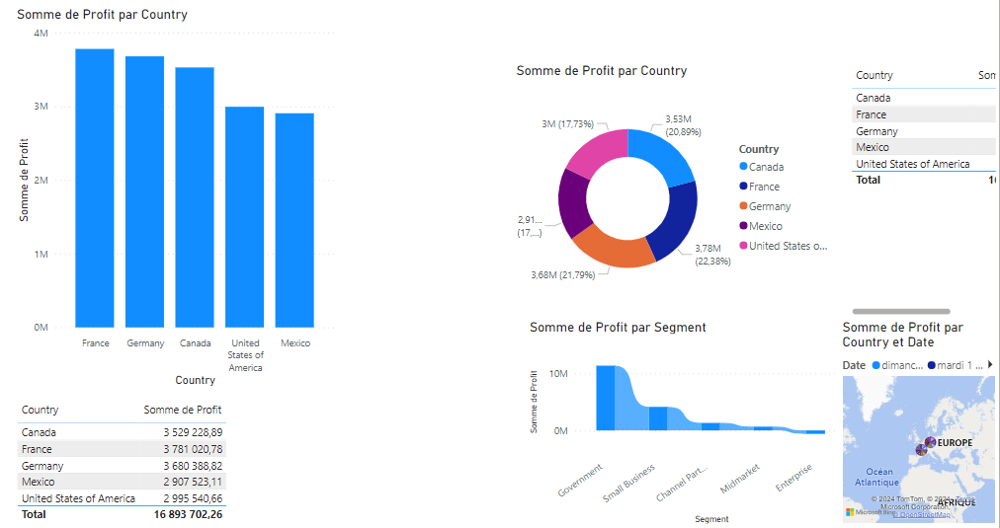 Somme de Profit par Country
4M
3M
2M
1M
0M
Somme de Profit
France
Germany
Canada
United States of America
Mexico
Country
Country Somme de Profit
Canada 3 529 228,89
France 3 781 020,78
Germany 3 680 388,82
Mexico 2 907 523,11
United States of America 2 995 540,66
Total 16 893 702,26
Somme de Profit par Country
3M (17,73%)
3,53M
(20,89%)
2,91...
(17,...)
3,78M
(22,38%)
3,68M (21,79%)
Country
Canada
France
Germany
Mexico
United States o...
Country Som
Canada
France
Germany
Mexico
United States of America
Total 1
Somme de Profit par Segment
10M
0M
Somme de Profit
Government
Small Business
Channel Part...
Midmarket
Enterprise
Segment
Somme de Profit par
Country et Date
Date dimanc... mardi 1 ...
EUROPE
Océan
Atlantique
AFRIQUE
© 2024 TomTom, © 2024 Terms
Microsoft Corporation,
© OpenStreetMap
Microsoft Bing